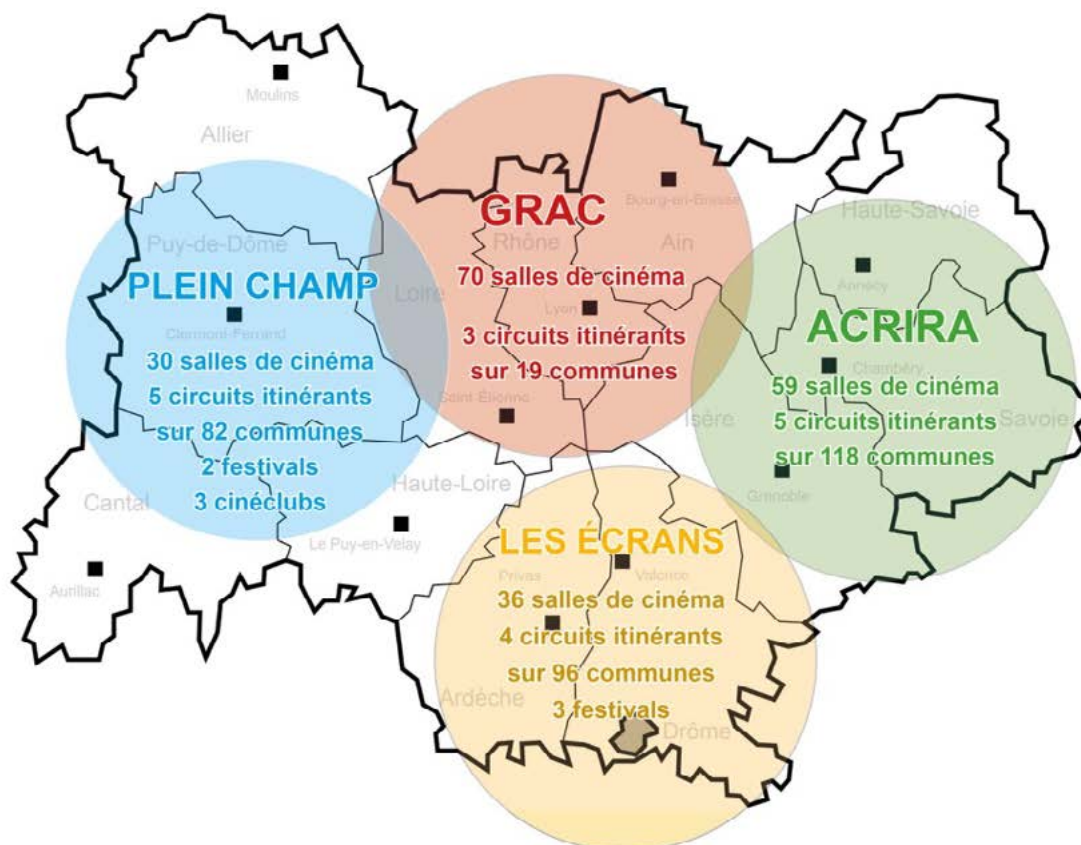 Moulins
Allier
GRAC
Bourg-en-Bresse
Rhône
Ain
70 salles de cinéma
Lyon
3 circuits itinérants
sur 19 communes
Loire
Saint-Étienne
Haute-Savoie
Annecy
ACRIRA
Chambéry
59 salles de cinéma
5 circuits itinérants
sur 118 communes
Savoie
Isère
Grenoble
Puy-de-Dôme
PLEIN CHAMP
Clermont-Ferrand
30 salles de cinéma
5 circuits itinérants
sur 82 communes
2 festivals
3 cinéclubs
Cantal
Aurillac
Haute-Loire
Le Puy-en-Velay
LES ÉCRANS
Privas
Valence
36 salles de cinéma
4 circuits itinérants
sur 96 communes
3 festivals
Ardèche
Drôme